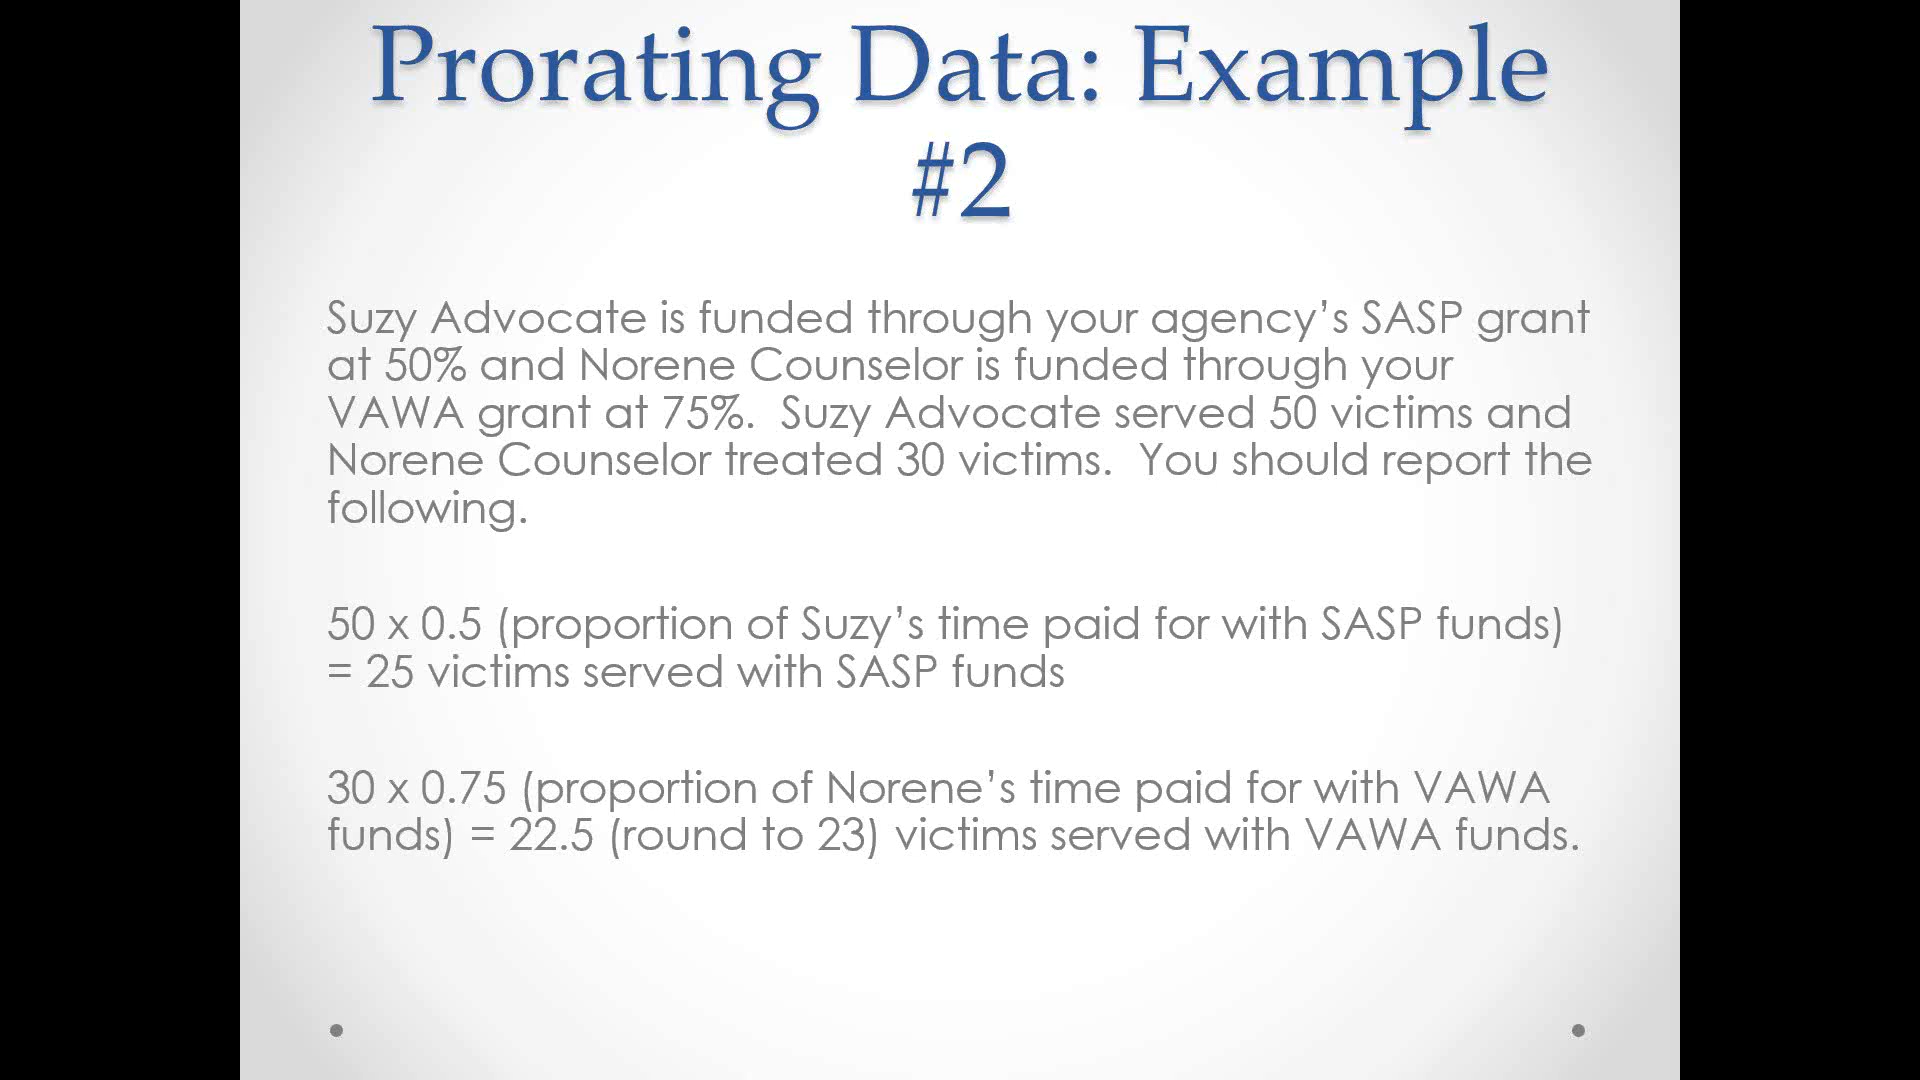 Prorating Data: Example
#2
Suzy Advocate is funded through your agency’s SASP grant
at 50% and Norene Counselor is funded through your
VAWA grant at 75%.  Suzy Advocate served 50 victims and
Norene Counselor treated 30 victims.  You should report the
following.
50 x 0.5 (proportion of Suzy’s time paid for with SASP funds)
= 25 victims served with SASP funds
30 x 0.75 (proportion of Norene’s time paid for with VAWA
funds) = 22.5 (round to 23) victims served with VAWA funds.